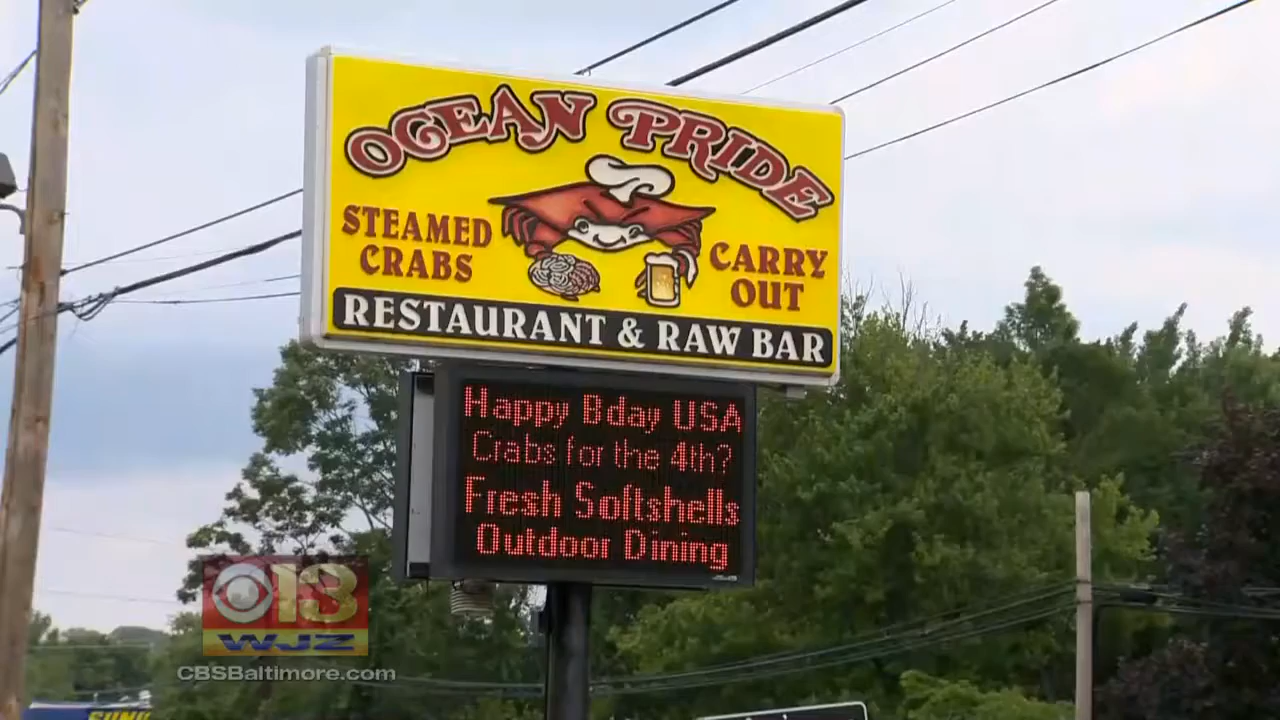 OCEAN PRIDE
STEAMED
CRABS
CARRY
OUT
RESTAURANT & RAW BAR
Happy Bday USA
Crabs for the 4th?
Fresh Softshells
Outdoor Dining
13
WJZ
CBSBaltimore.com